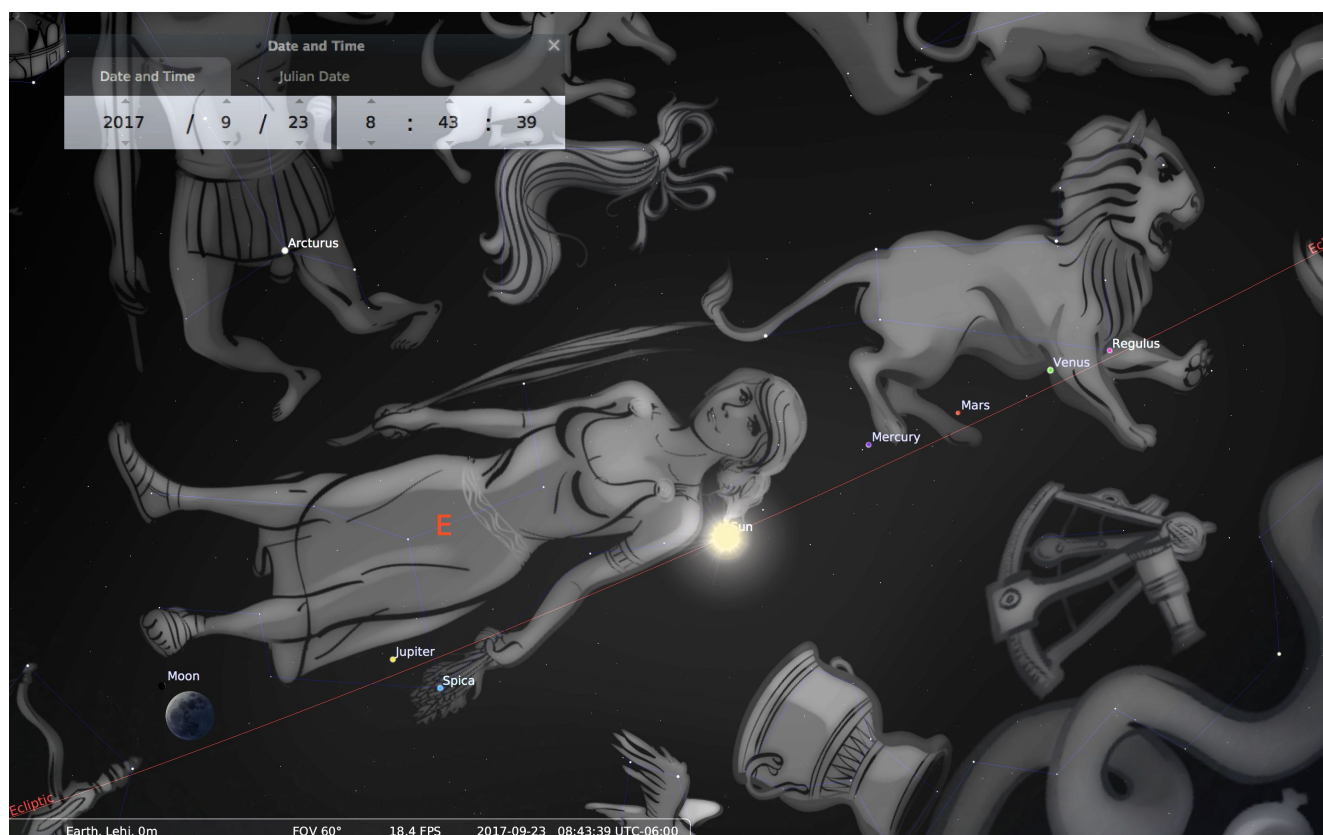 Date and Time
Date and Time Julian Date
2017 / 9 / 23 8 : 43 : 39
Arcturus
Ecl
Regulus
Venus
Mars
Mercury
E
Sun
Jupiter
Moon
Spica
Ecliptic
Earth, Lehi, 0m FOV 60° 18.4 FPS 2017-09-23 08:43:39 UTC-06:00